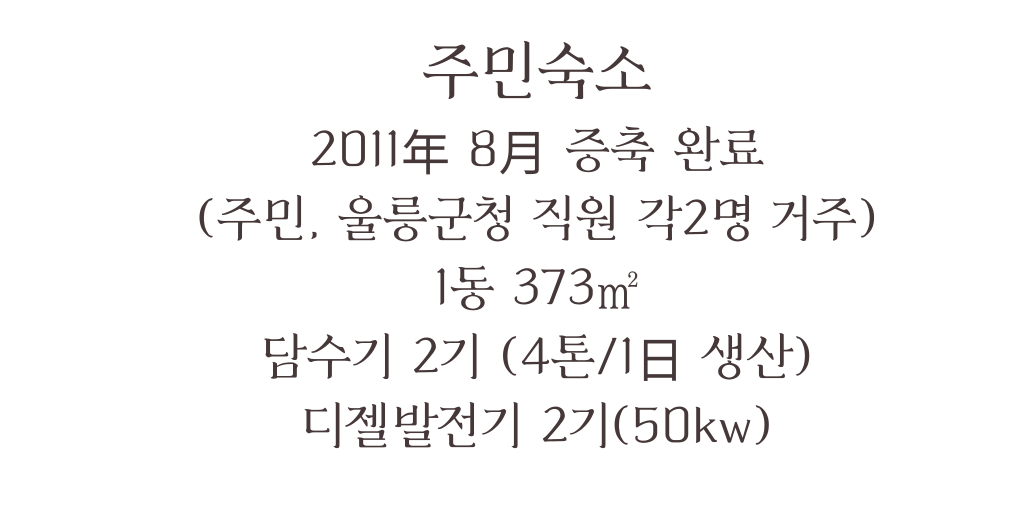 주민숙소
2011年 8月 증축 완료
(주민, 울릉군청 직원 각2명 거주)
1동 373㎡
담수기 2기 (4톤/1日 생산)
디젤발전기 2기(50kw)